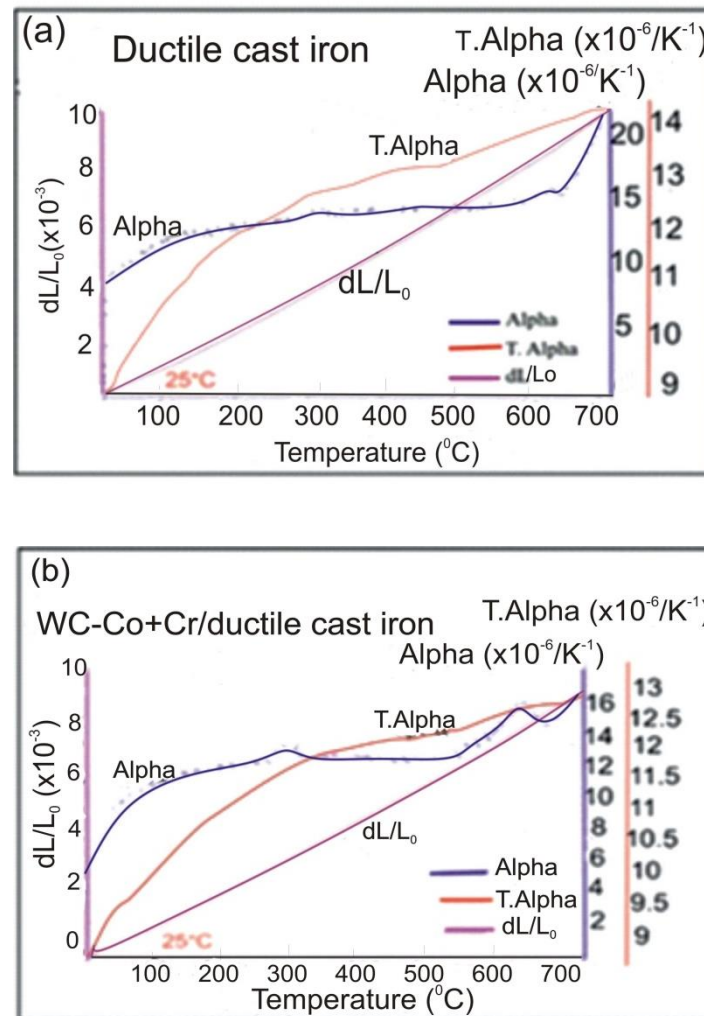 (a)
Ductile cast iron
T.Alpha (x10⁻⁶/K⁻¹)
Alpha (x10⁻⁶/K⁻¹)
dL/L₀(x10⁻³)
10
8
6
4
2
T.Alpha
Alpha
dL/L₀
Alpha
T. Alpha
dL/Lo
25°C
20
15
10
5
14
13
12
11
10
9
100 200 300 400 500 600 700
Temperature (⁰C)
(b)
WC-Co+Cr/ductile cast iron
T.Alpha (x10⁻⁶/K⁻¹)
Alpha (x10⁻⁶/K⁻¹)
dL/L₀ (x10⁻³)
10
8
6
4
2
0
T.Alpha
Alpha
dL/L₀
Alpha
T.Alpha
dL/L₀
25°C
16
14
12
10
8
6
4
2
13
12.5
12
11.5
11
10.5
10
9.5
9
100 200 300 400 500 600 700
Temperature (⁰C)